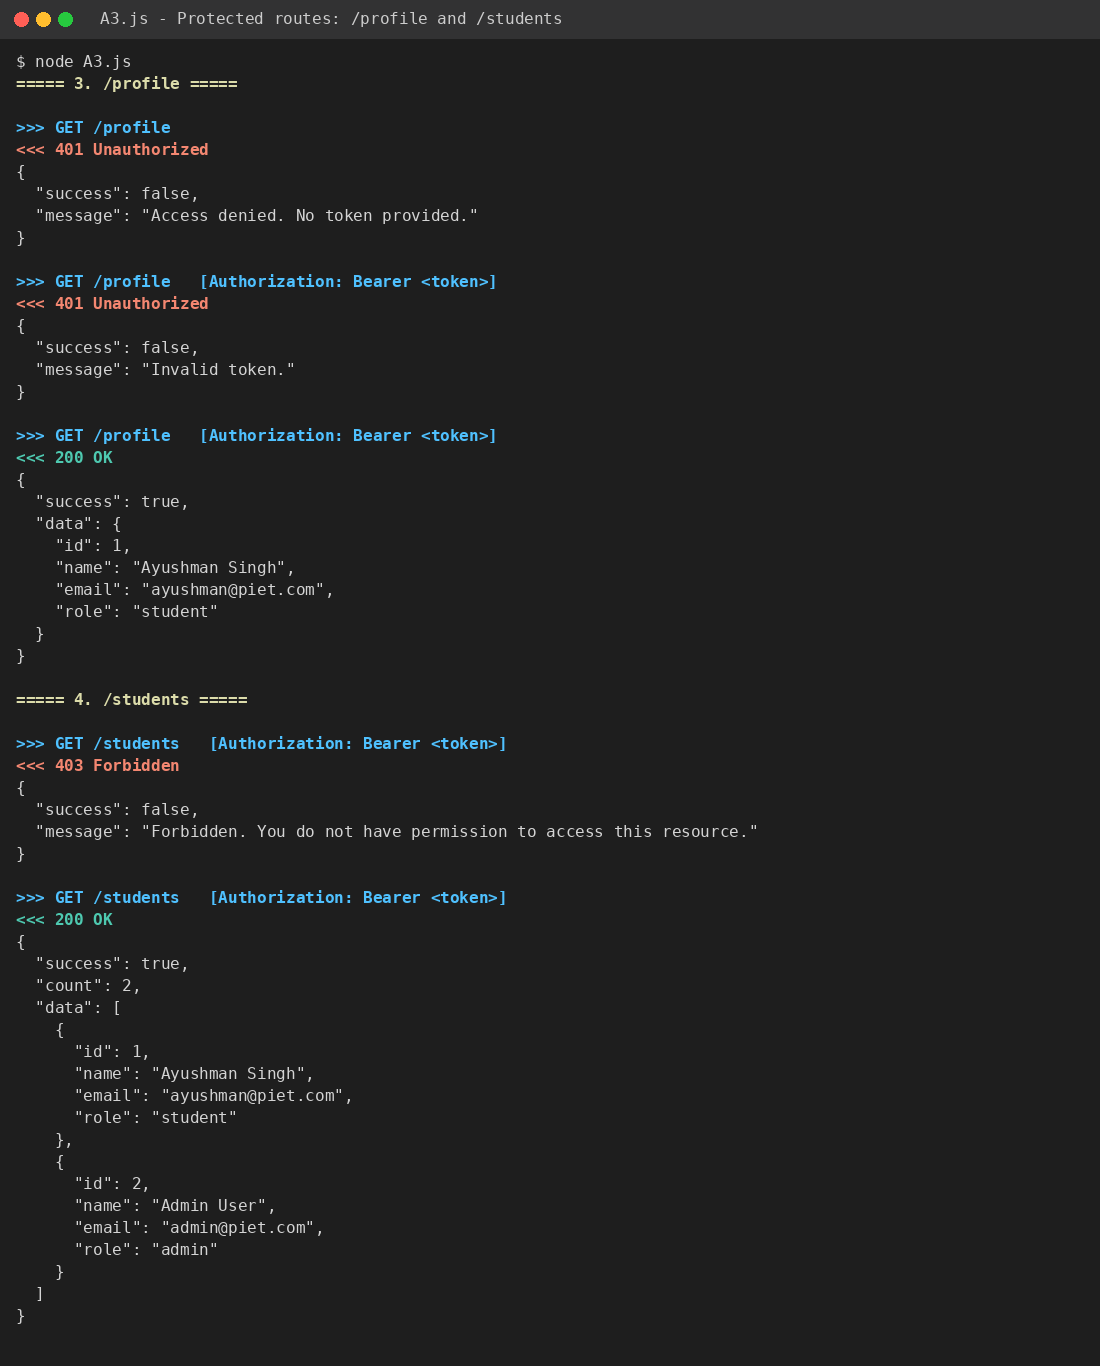 A3.js - Protected routes: /profile and /students
$ node A3.js
===== 3. /profile =====
>>> GET /profile
<<< 401 Unauthorized
{
  "success": false,
  "message": "Access denied. No token provided."
}
>>> GET /profile   [Authorization: Bearer <token>]
<<< 401 Unauthorized
{
  "success": false,
  "message": "Invalid token."
}
>>> GET /profile   [Authorization: Bearer <token>]
<<< 200 OK
{
  "success": true,
  "data": {
    "id": 1,
    "name": "Ayushman Singh",
    "email": "ayushman@piet.com",
    "role": "student"
  }
}
===== 4. /students =====
>>> GET /students   [Authorization: Bearer <token>]
<<< 403 Forbidden
{
  "success": false,
  "message": "Forbidden. You do not have permission to access this resource."
}
>>> GET /students   [Authorization: Bearer <token>]
<<< 200 OK
{
  "success": true,
  "count": 2,
  "data": [
    {
      "id": 1,
      "name": "Ayushman Singh",
      "email": "ayushman@piet.com",
      "role": "student"
    },
    {
      "id": 2,
      "name": "Admin User",
      "email": "admin@piet.com",
      "role": "admin"
    }
  ]
}